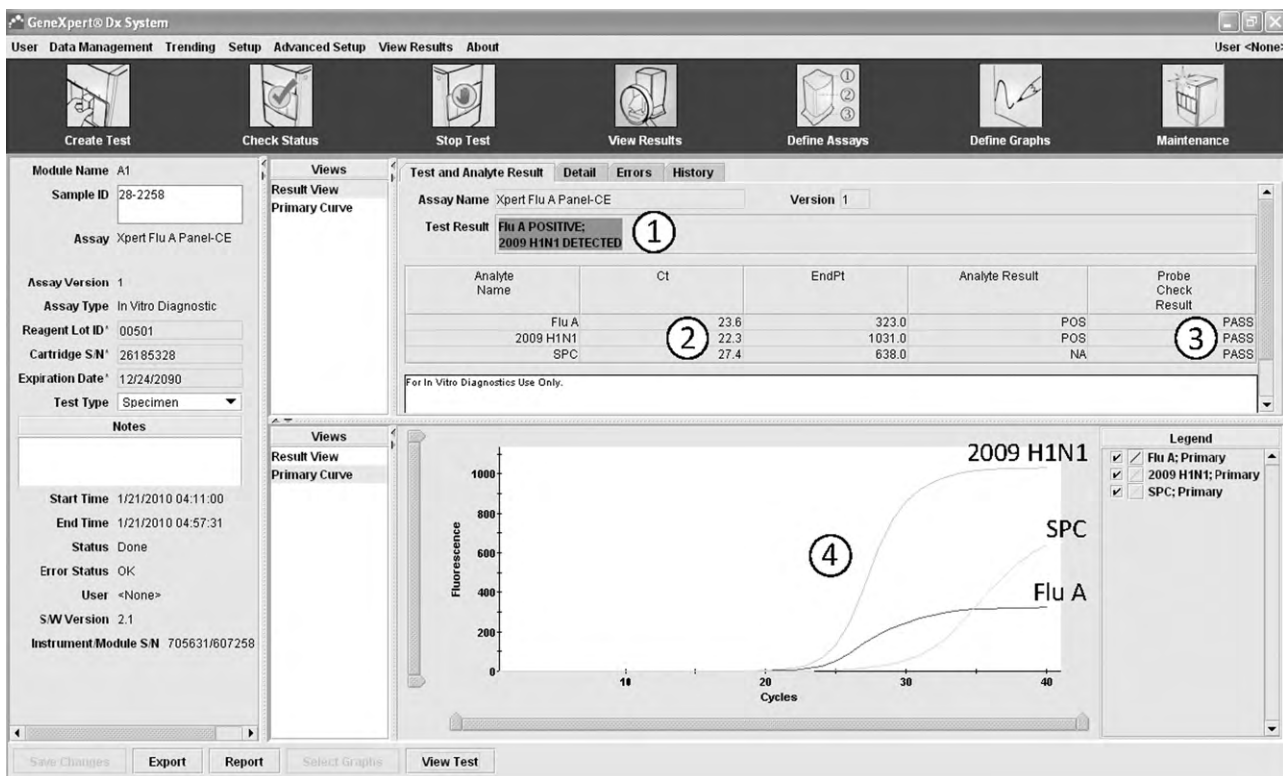 GeneXpert® Dx System
User Data Management Trending Setup Advanced Setup View Results About User <None>
Create Test Check Status Stop Test View Results Define Assays Define Graphs Maintenance
Module Name A1
Sample ID 28-2258
Assay Xpert Flu A Panel-CE
Assay Version 1
Assay Type In Vitro Diagnostic
Reagent Lot ID* 00501
Cartridge S/N* 26185328
Expiration Date* 12/24/2090
Test Type Specimen
Notes
Start Time 1/21/2010 04:11:00
End Time 1/21/2010 04:57:31
Status Done
Error Status OK
User <None>
S/W Version 2.1
Instrument/Module S/N 705631/607258
Views
Result View
Primary Curve
Test and Analyte Result Detail Errors History
Assay Name Xpert Flu A Panel-CE Version 1
Test Result Flu A POSITIVE;
2009 H1N1 DETECTED
1
Analyte Name Ct EndPt Analyte Result Probe Check Result
Flu A 23.6 323.0 POS PASS
2009 H1N1 22.3 1031.0 POS PASS
SPC 27.4 638.0 NA PASS
2 3
For In Vitro Diagnostics Use Only.
Views
Result View
Primary Curve
Fluorescence
1000
800
600
400
200
0
10 20 30 40
Cycles
2009 H1N1
SPC
Flu A
4
Legend
Flu A; Primary
2009 H1N1; Primary
SPC; Primary
Save Changes Export Report Select Graphs View Test